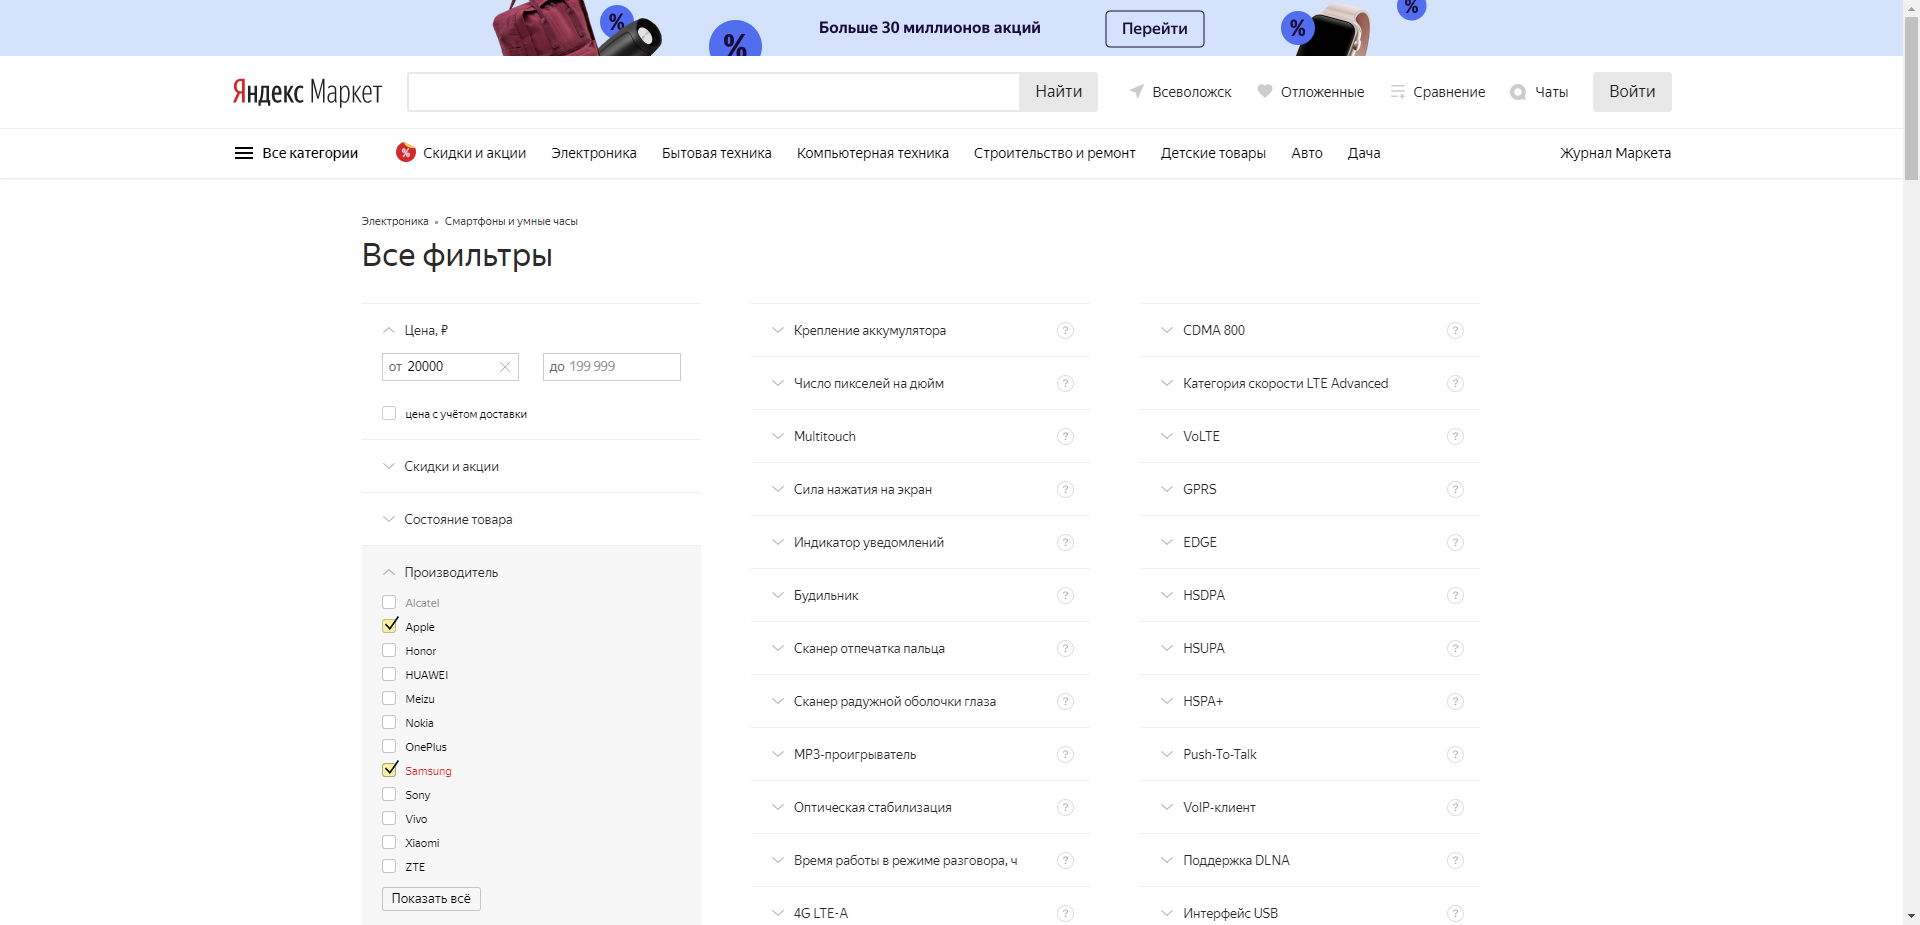 Больше 30 миллионов акций
Перейти
Яндекс Маркет
Найти
Всеволожск
Отложенные
Сравнение
Чаты
Войти
Все категории
Скидки и акции
Электроника
Бытовая техника
Компьютерная техника
Строительство и ремонт
Детские товары
Авто
Дача
Журнал Маркета
Электроника • Смартфоны и умные часы
Все фильтры
Цена, ₽
от 20000
до 199 999
цена с учётом доставки
Скидки и акции
Состояние товара
Производитель
Alcatel
Apple
Honor
HUAWEI
Meizu
Nokia
OnePlus
Samsung
Sony
Vivo
Xiaomi
ZTE
Показать всё
Крепление аккумулятора
Число пикселей на дюйм
Multitouch
Сила нажатия на экран
Индикатор уведомлений
Будильник
Сканер отпечатка пальца
Сканер радужной оболочки глаза
MP3-проигрыватель
Оптическая стабилизация
Время работы в режиме разговора, ч
4G LTE-A
CDMA 800
Категория скорости LTE Advanced
VoLTE
GPRS
EDGE
HSDPA
HSUPA
HSPA+
Push-To-Talk
VoIP-клиент
Поддержка DLNA
Интерфейс USB